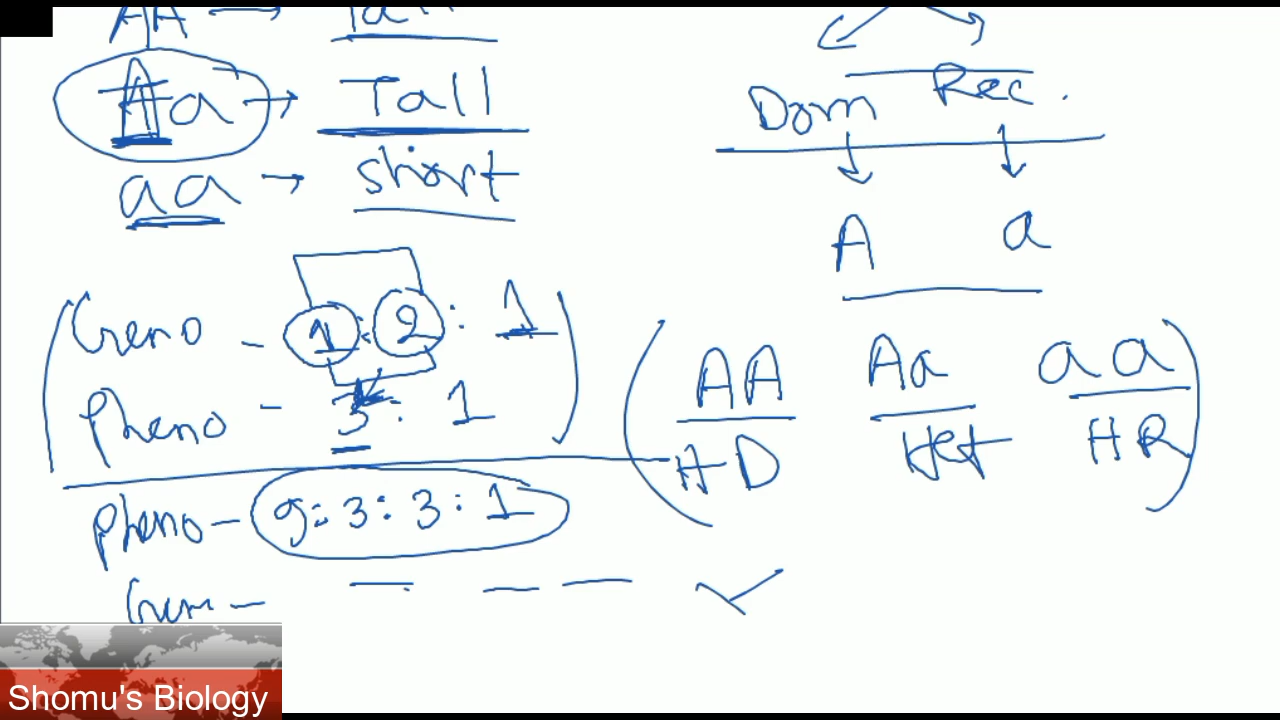 AA → Tall
Aa → Tall
aa → short
Geno - 1 : 2 : 1
Pheno - 3 : 1
Pheno - 9 : 3 : 3 : 1
Dom Rec.
A a
AA Aa aa
HD Het HR
Shomu's Biology